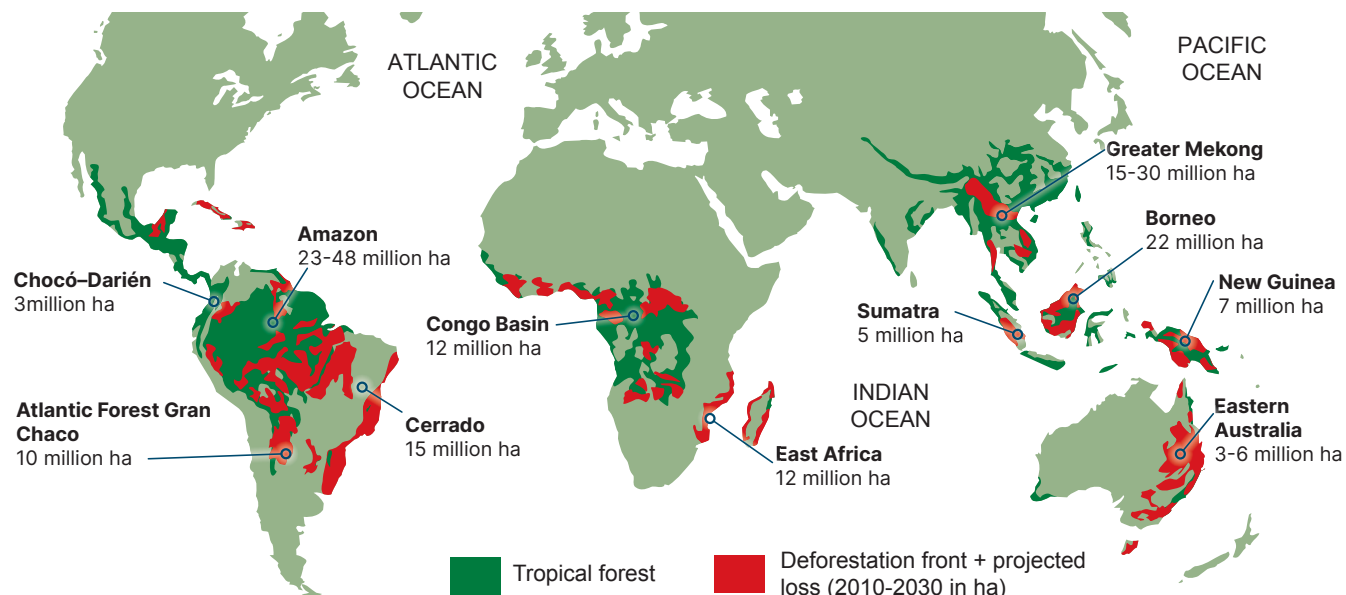 ATLANTIC
OCEAN
PACIFIC
OCEAN
Greater Mekong
15-30 million ha
Borneo
22 million ha
Amazon
23-48 million ha
Chocó–Darién
3million ha
New Guinea
7 million ha
Sumatra
5 million ha
Congo Basin
12 million ha
INDIAN
OCEAN
Atlantic Forest Gran
Chaco
10 million ha
Cerrado
15 million ha
Eastern
Australia
3-6 million ha
East Africa
12 million ha
Tropical forest
Deforestation front + projected
loss (2010-2030 in ha)